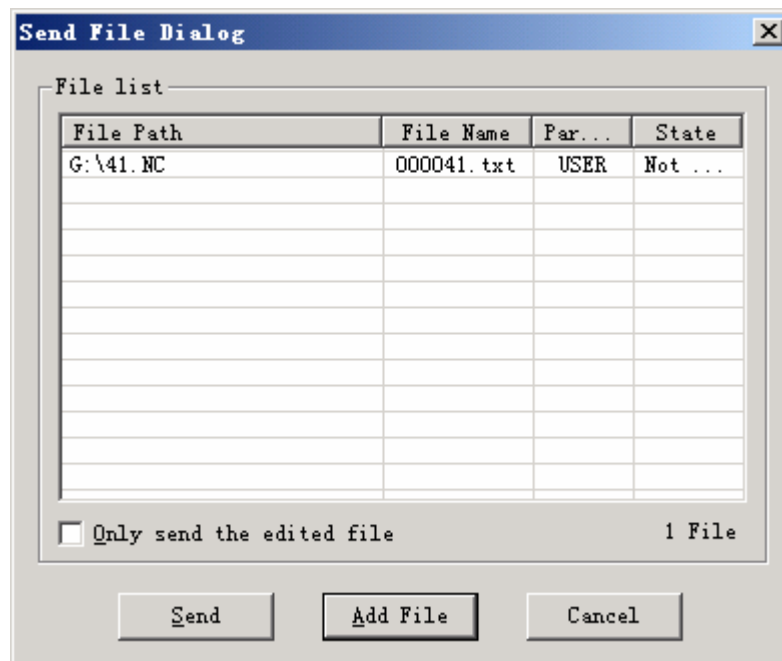 Send File Dialog
File list
File Path File Name Par... State
G:\41.NC 000041.txt USER Not ...
Only send the edited file 1 File
Send Add File Cancel